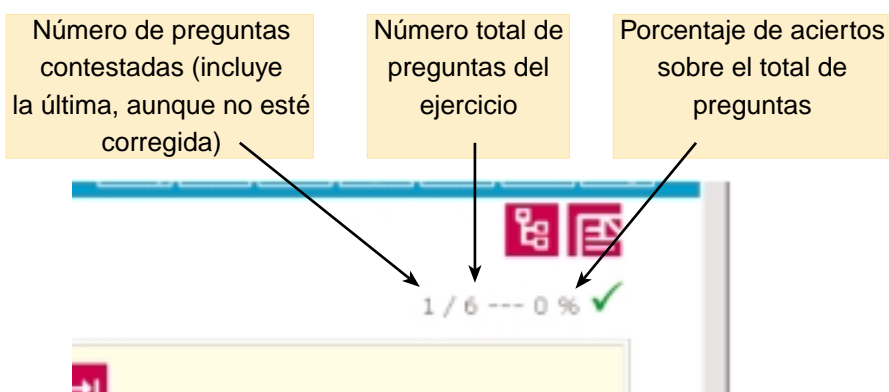 Número de preguntas
contestadas (incluye
la última, aunque no esté
corregida)
Número total de
preguntas del
ejercicio
Porcentaje de aciertos
sobre el total de
preguntas
1 / 6 --- 0 %